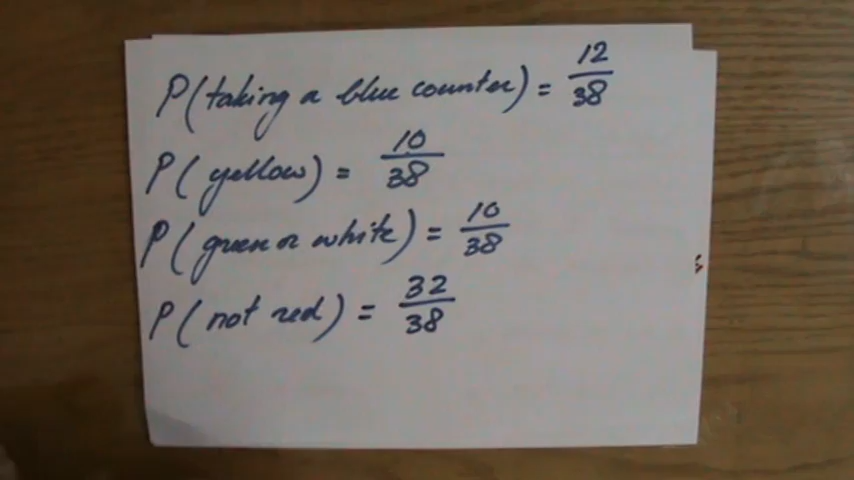 P(taking a blue counter) = 12/38
P(yellow) = 10/38
P(green or white) = 10/38
P(not red) = 32/38